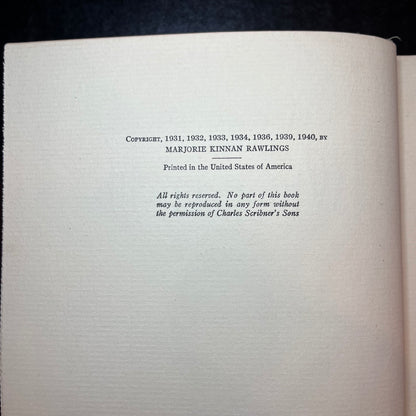 COPYRIGHT, 1931, 1932, 1933, 1934, 1936, 1939, 1940, BY
MARJORIE KINNAN RAWLINGS
Printed in the United States of America
All rights reserved. No part of this book
may be reproduced in any form without
the permission of Charles Scribner's Sons